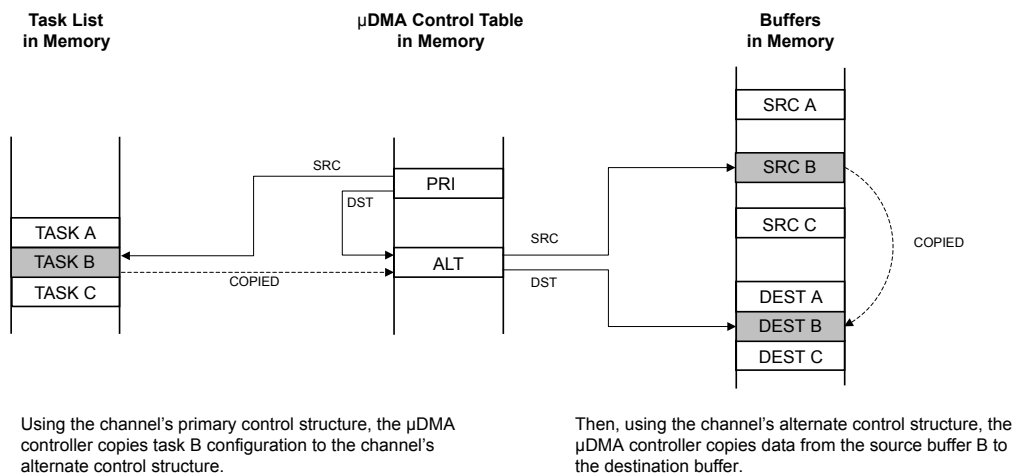 Task List
in Memory
µDMA Control Table
in Memory
Buffers
in Memory
SRC A
SRC B
SRC C
SRC
PRI
DST
TASK A
TASK B
TASK C
ALT
SRC
DST
COPIED
COPIED
DEST A
DEST B
DEST C
Using the channel's primary control structure, the µDMA
controller copies task B configuration to the channel's
alternate control structure.
Then, using the channel's alternate control structure, the
µDMA controller copies data from the source buffer B to
the destination buffer.